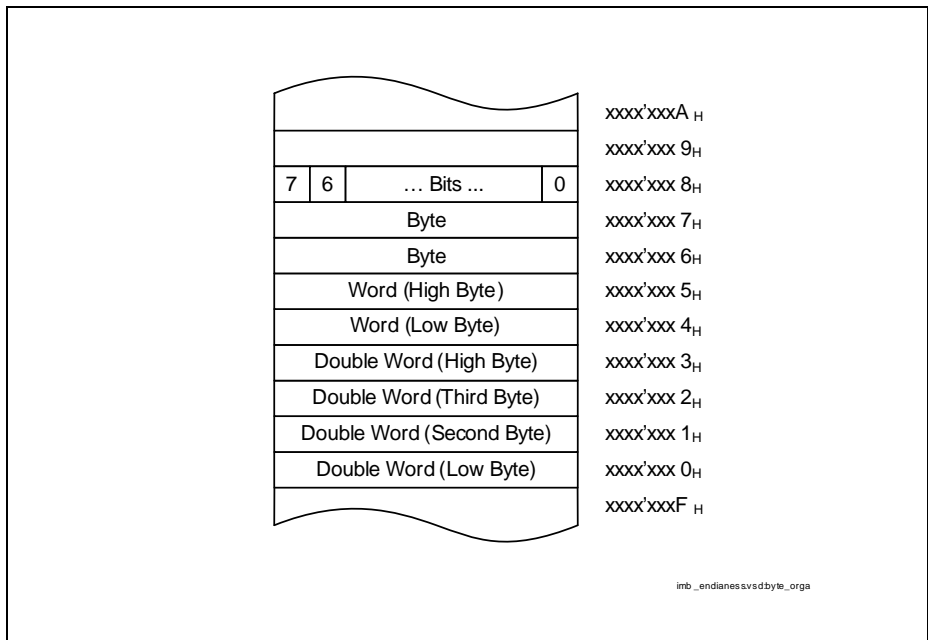 xxxx'xxxA H
xxxx'xxx 9H
7 6 … Bits ... 0 xxxx'xxx 8H
Byte xxxx'xxx 7H
Byte xxxx'xxx 6H
Word (High Byte) xxxx'xxx 5H
Word (Low Byte) xxxx'xxx 4H
Double Word (High Byte) xxxx'xxx 3H
Double Word (Third Byte) xxxx'xxx 2H
Double Word (Second Byte) xxxx'xxx 1H
Double Word (Low Byte) xxxx'xxx 0H
xxxx'xxxF H
imb_endianess.vsd:byte_orga